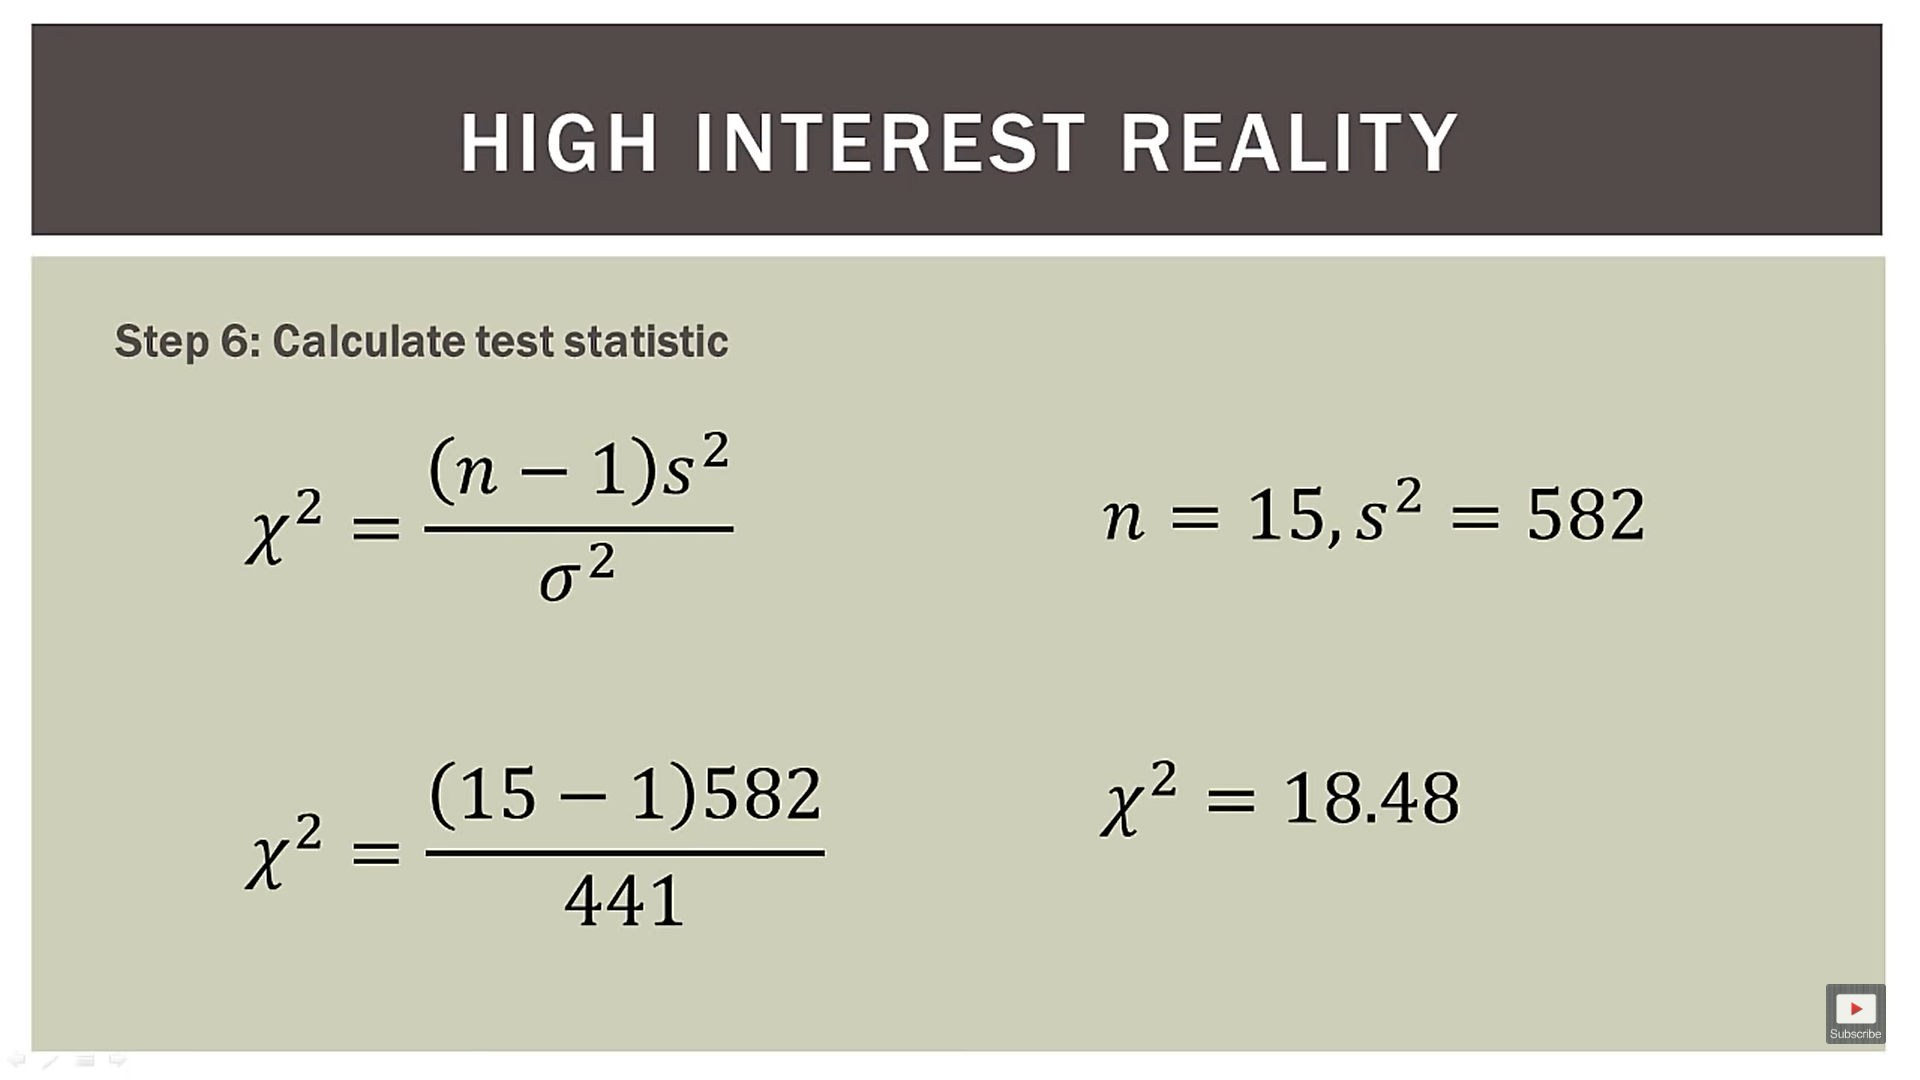 HIGH INTEREST REALITY
Step 6: Calculate test statistic
χ² = (n − 1)s² / σ²
n = 15, s² = 582
χ² = (15 − 1)582 / 441
χ² = 18.48
Subscribe